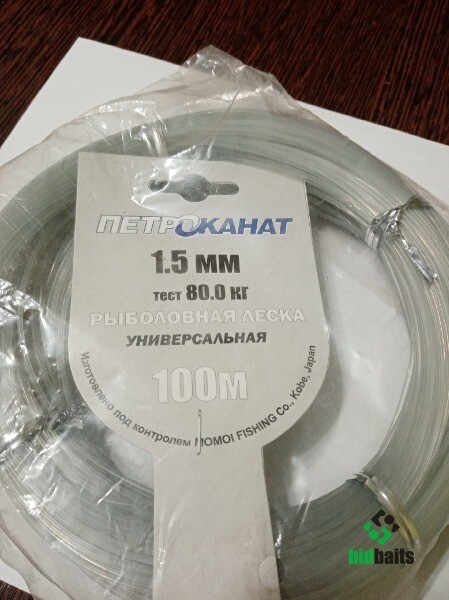 ПЕТРОКАНАТ
1.5 мм
тест 80.0 кг
РЫБОЛОВНАЯ ЛЕСКА
УНИВЕРСАЛЬНАЯ
100м
Изготовлено под контролем MOMOI FISHING Co., Kobe, Japan
bidbaits